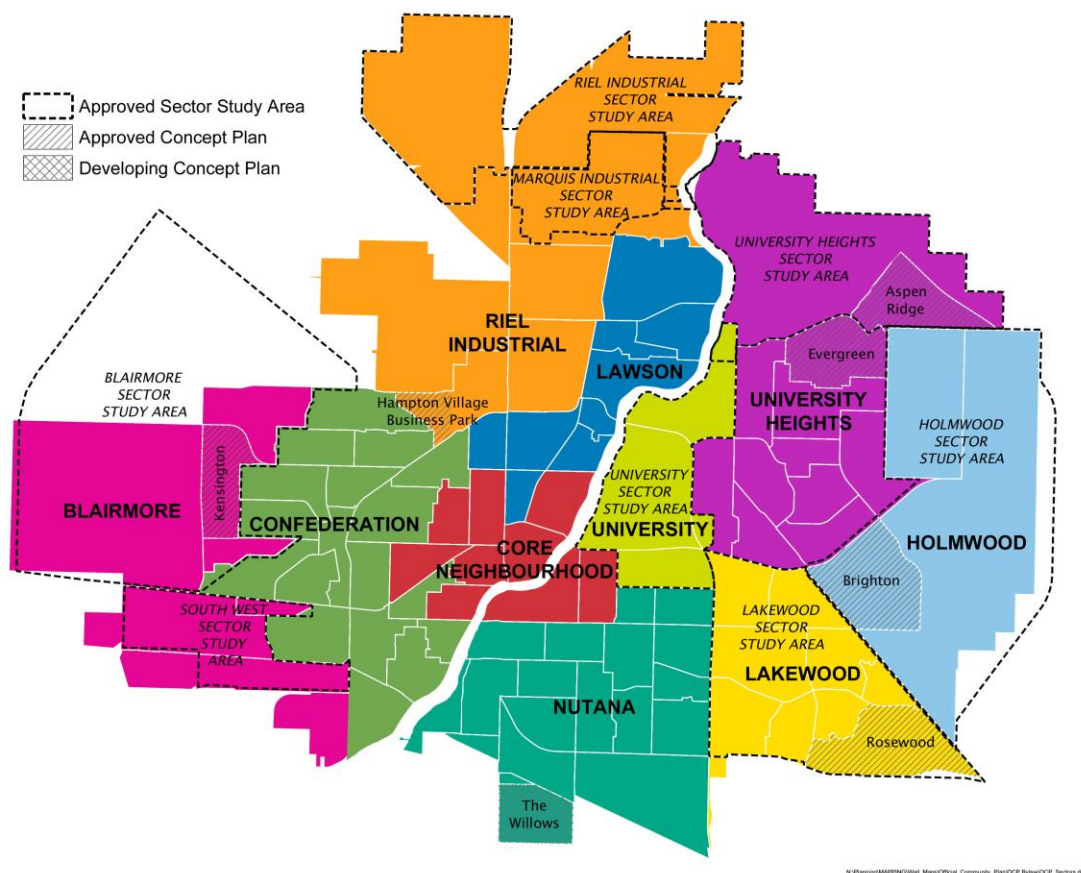 RIEL INDUSTRIAL
SECTOR
STUDY AREA
Approved Sector Study Area
Approved Concept Plan
Developing Concept Plan
MARQUIS INDUSTRIAL
SECTOR
STUDY AREA
UNIVERSITY HEIGHTS
SECTOR
STUDY AREA
Aspen
Ridge
RIEL
INDUSTRIAL
Evergreen
LAWSON
BLAIRMORE
SECTOR
STUDY AREA
Hampton Village
Business Park
UNIVERSITY
HEIGHTS
HOLMWOOD
SECTOR
STUDY AREA
Kensington
UNIVERSITY
SECTOR
STUDY AREA
BLAIRMORE
CONFEDERATION
UNIVERSITY
CORE
NEIGHBOURHOOD
HOLMWOOD
Brighton
SOUTH WEST
SECTOR
STUDY
AREA
LAKEWOOD
SECTOR
STUDY AREA
LAKEWOOD
NUTANA
Rosewood
The
Willows